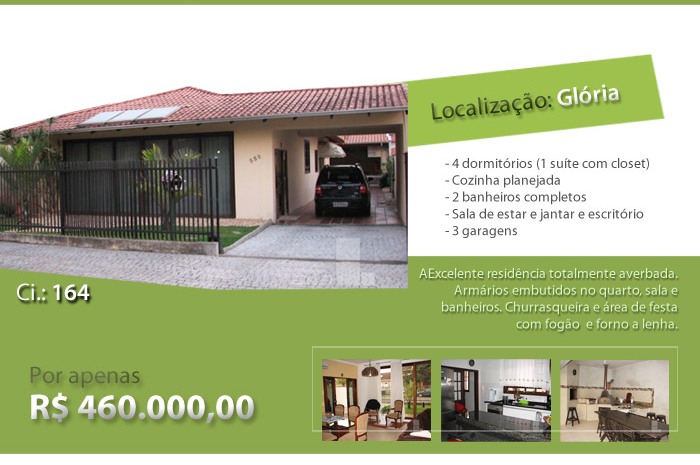 Localização: Glória
- 4 dormitórios (1 suíte com closet)
- Cozinha planejada
- 2 banheiros completos
- Sala de estar e jantar e escritório
- 3 garagens
AExcelente residência totalmente averbada.
Armários embutidos no quarto, sala e
banheiros. Churrasqueira e área de festa
com fogão e forno a lenha.
Ci.: 164
Por apenas
R$ 460.000,00